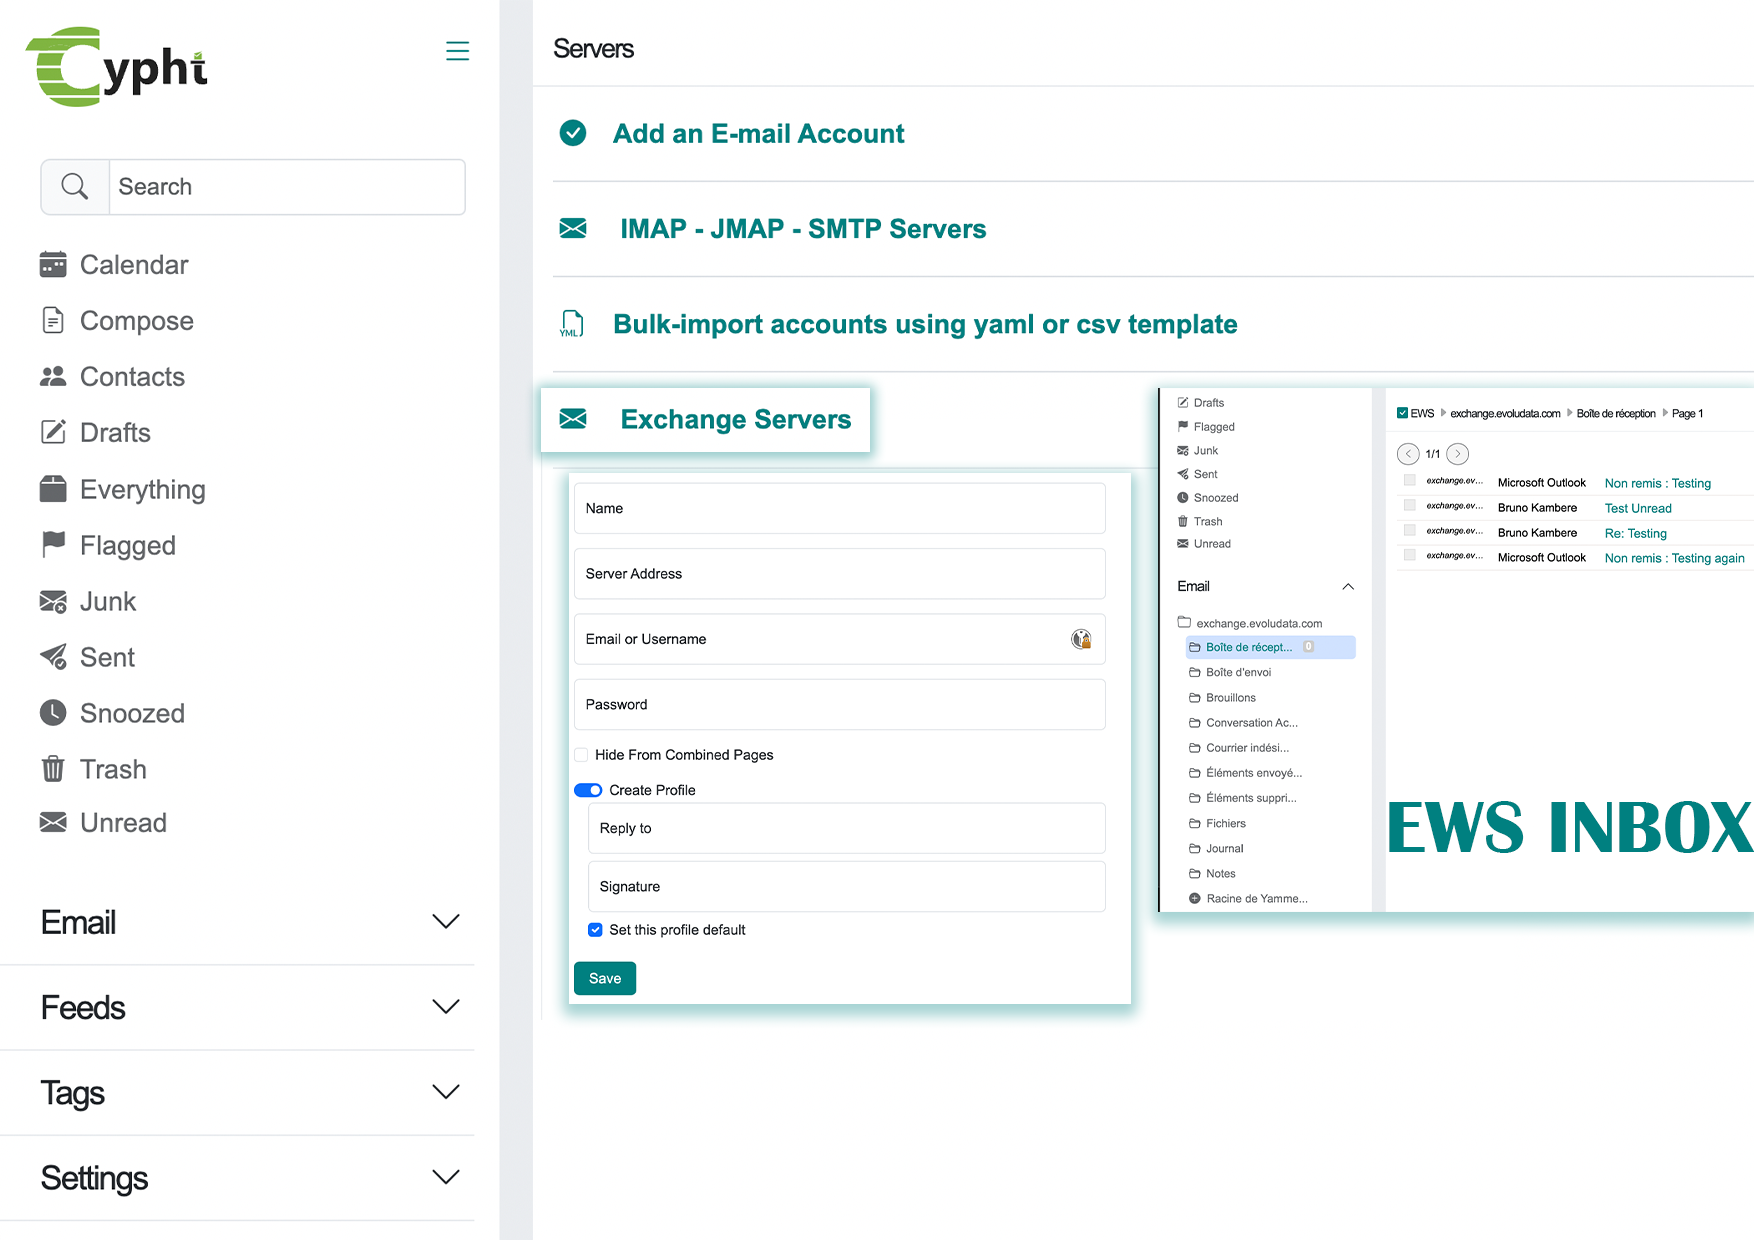 Cypht
Search
Calendar
Compose
Contacts
Drafts
Everything
Flagged
Junk
Sent
Snoozed
Trash
Unread
Email
Feeds
Tags
Settings
Servers
Add an E-mail Account
IMAP - JMAP - SMTP Servers
YML
Bulk-import accounts using yaml or csv template
Exchange Servers
Name
Server Address
Email or Username
Password
Hide From Combined Pages
Create Profile
Reply to
Signature
Set this profile default
Save
Drafts
Flagged
Junk
Sent
Snoozed
Trash
Unread
Email
exchange.evoludata.com
Boîte de récept... 0
Boîte d'envoi
Brouillons
Conversation Ac...
Courrier indési...
Éléments envoyé...
Éléments suppri...
Fichiers
Journal
Notes
Racine de Yamme...
EWS exchange.evoludata.com Boîte de réception Page 1
1/1
exchange.ev... Microsoft Outlook Non remis : Testing
exchange.ev... Bruno Kambere Test Unread
exchange.ev... Bruno Kambere Re: Testing
exchange.ev... Microsoft Outlook Non remis : Testing again
EWS INBOX